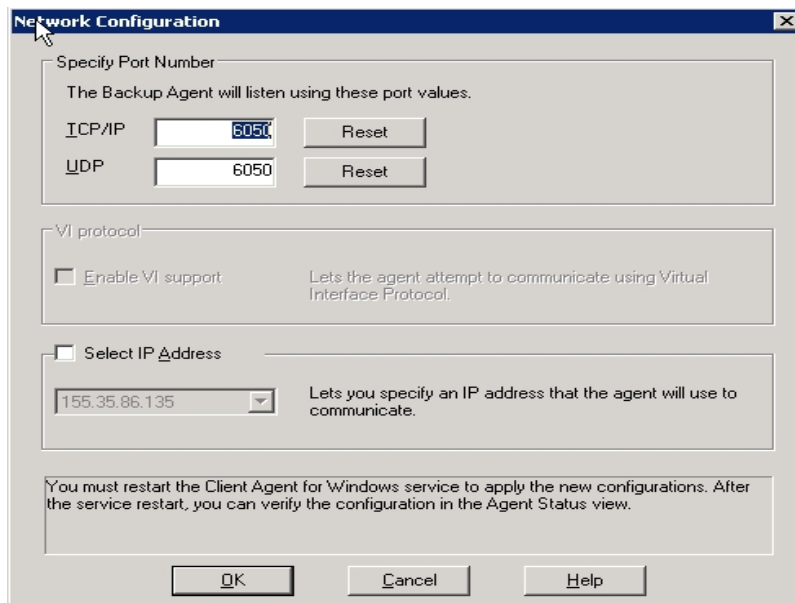 Network Configuration
Specify Port Number
The Backup Agent will listen using these port values.
TCP/IP 6050 Reset
UDP 6050 Reset
VI protocol
Enable VI support Lets the agent attempt to communicate using Virtual
Interface Protocol.
Select IP Address
155.35.86.135 Lets you specify an IP address that the agent will use to
communicate.
You must restart the Client Agent for Windows service to apply the new configurations. After
the service restart, you can verify the configuration in the Agent Status view.
OK Cancel Help